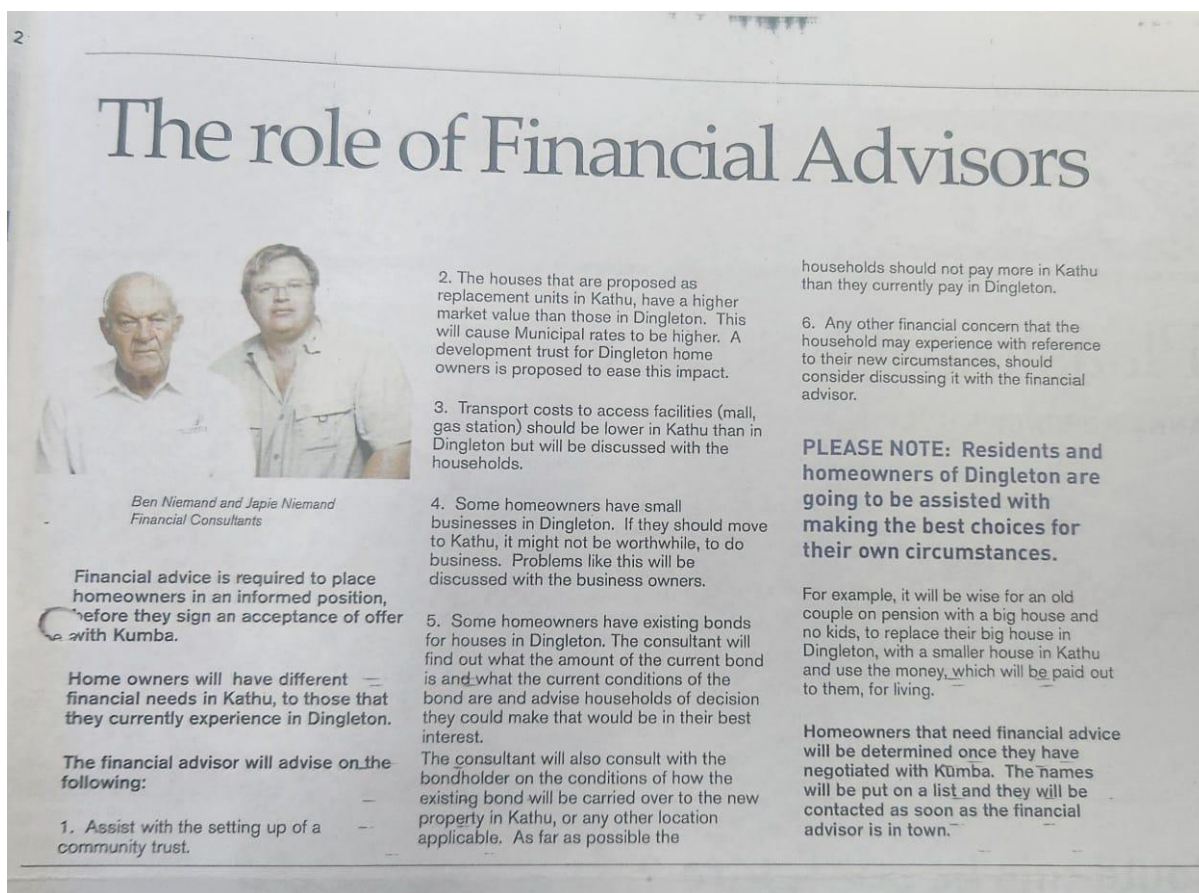 2
The role of Financial Advisors
Ben Niemand and Japie Niemand
Financial Consultants
Financial advice is required to place
homeowners in an informed position,
before they sign an acceptance of offer
with Kumba.
Home owners will have different
financial needs in Kathu, to those that
they currently experience in Dingleton.
The financial advisor will advise on the
following:
1. Assist with the setting up of a
community trust.
2. The houses that are proposed as
replacement units in Kathu, have a higher
market value than those in Dingleton. This
will cause Municipal rates to be higher. A
development trust for Dingleton home
owners is proposed to ease this impact.
3. Transport costs to access facilities (mall,
gas station) should be lower in Kathu than in
Dingleton but will be discussed with the
households.
4. Some homeowners have small
businesses in Dingleton. If they should move
to Kathu, it might not be worthwhile, to do
business. Problems like this will be
discussed with the business owners.
5. Some homeowners have existing bonds
for houses in Dingleton. The consultant will
find out what the amount of the current bond
is and what the current conditions of the
bond are and advise households of decision
they could make that would be in their best
interest.
The consultant will also consult with the
bondholder on the conditions of how the
existing bond will be carried over to the new
property in Kathu, or any other location
applicable. As far as possible the
households should not pay more in Kathu
than they currently pay in Dingleton.
6. Any other financial concern that the
household may experience with reference
to their new circumstances, should
consider discussing it with the financial
advisor.
PLEASE NOTE: Residents and
homeowners of Dingleton are
going to be assisted with
making the best choices for
their own circumstances.
For example, it will be wise for an old
couple on pension with a big house and
no kids, to replace their big house in
Dingleton, with a smaller house in Kathu
and use the money, which will be paid out
to them, for living.
Homeowners that need financial advice
will be determined once they have
negotiated with Kumba. The names
will be put on a list and they will be
contacted as soon as the financial
advisor is in town.